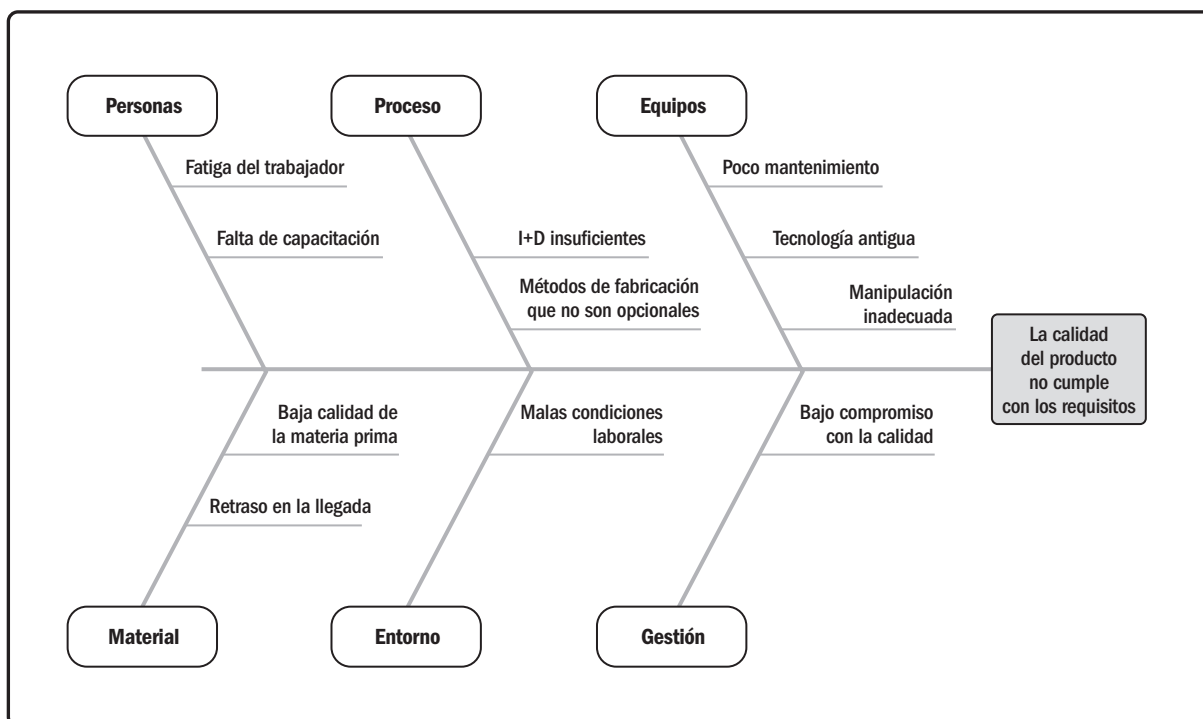 Personas
Proceso
Equipos
Fatiga del trabajador
Poco mantenimiento
Falta de capacitación
I+D insuficientes
Tecnología antigua
Métodos de fabricación
que no son opcionales
Manipulación
inadecuada
La calidad
del producto
no cumple
con los requisitos
Baja calidad de
la materia prima
Malas condiciones
laborales
Bajo compromiso
con la calidad
Retraso en la llegada
Material
Entorno
Gestión